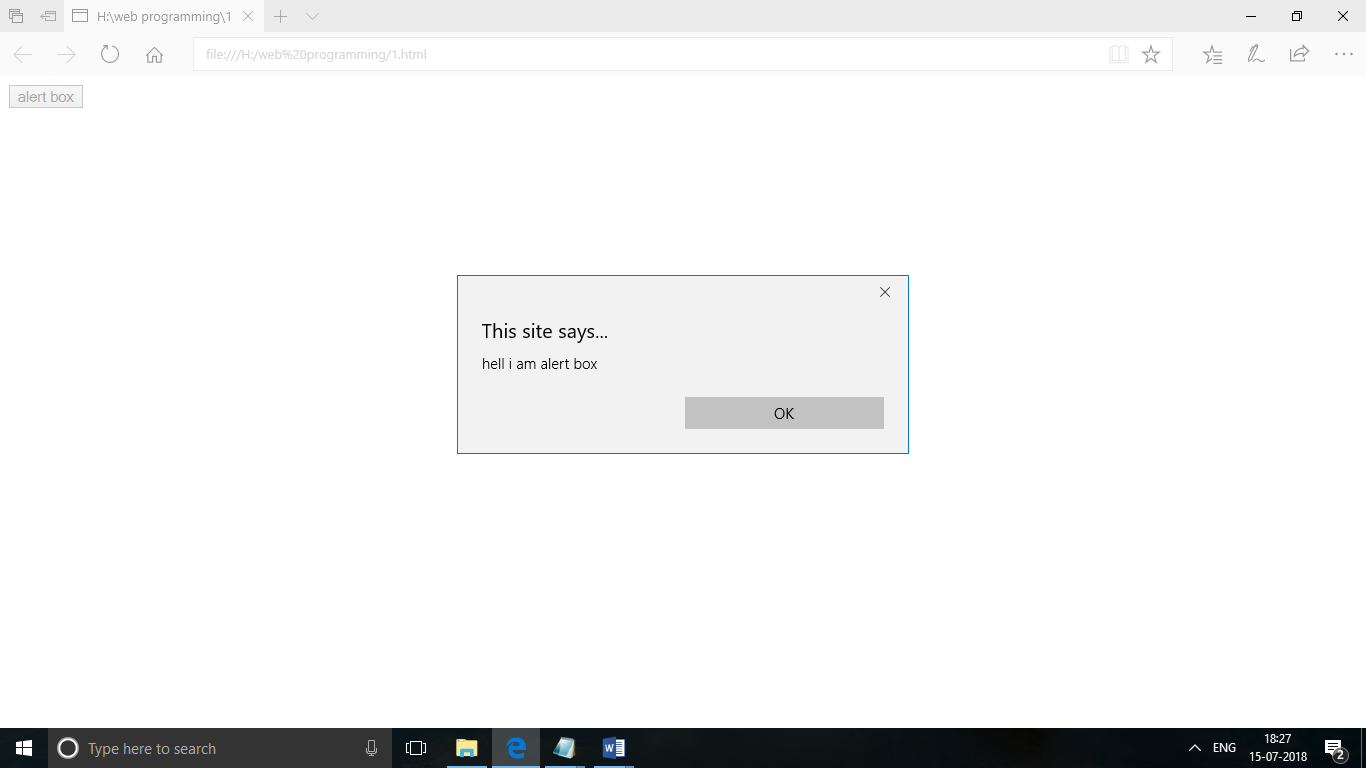 H:\web programming\1
file:///H:/web%20programming/1.html
alert box
This site says...
hell i am alert box
OK
Type here to search
W
ENG
18:27
15-07-2018
2